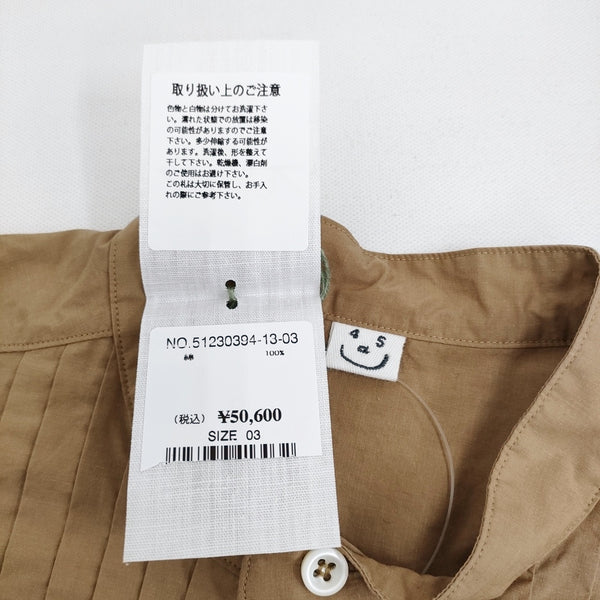 取り扱い上のご注意
色物と白物は分けてお洗濯下さ
い。濡れた状態での放置は移染
の可能性がありますのでご注意
下さい。多少伸縮する可能性が
あります。洗濯後、形を整えて
干して下さい。乾燥機、漂白剤
のご使用はお避け下さい。
この札は大切に保管し、お手入
れの際にご参考下さい。
NO.51230394-13-03
綿 100%
(税込) ¥50,600
SIZE 03
45
a